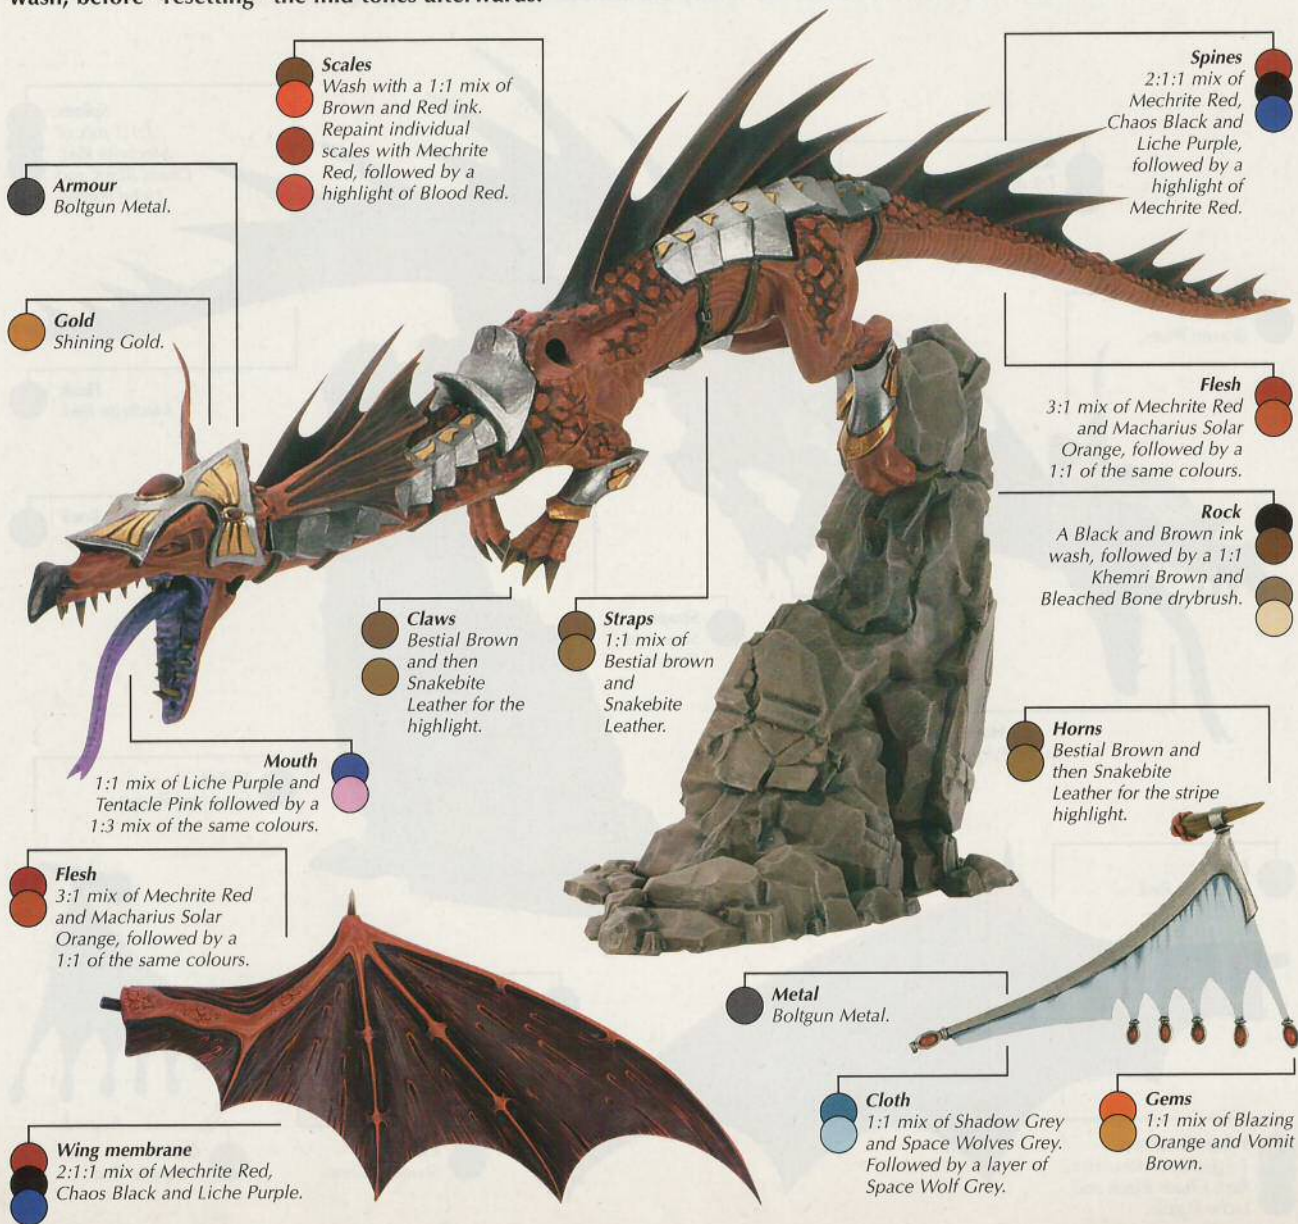 wash, before "resetting" the mid tones afterwards.
Scales
Wash with a 1:1 mix of
Brown and Red ink.
Repaint individual
scales with Mechrite
Red, followed by a
highlight of Blood Red.
Spines
2:1:1 mix of
Mechrite Red,
Chaos Black and
Liche Purple,
followed by a
highlight of
Mechrite Red.
Armour
Boltgun Metal.
Gold
Shining Gold.
Flesh
3:1 mix of Mechrite Red
and Macharius Solar
Orange, followed by a
1:1 of the same colours.
Rock
A Black and Brown ink
wash, followed by a 1:1
Khemri Brown and
Bleached Bone drybrush.
Claws
Bestial Brown
and then
Snakebite
Leather for the
highlight.
Straps
1:1 mix of
Bestial brown
and
Snakebite
Leather.
Mouth
1:1 mix of Liche Purple and
Tentacle Pink followed by a
1:3 mix of the same colours.
Horns
Bestial Brown and
then Snakebite
Leather for the stripe
highlight.
Flesh
3:1 mix of Mechrite Red
and Macharius Solar
Orange, followed by a
1:1 of the same colours.
Metal
Boltgun Metal.
Wing membrane
2:1:1 mix of Mechrite Red,
Chaos Black and Liche Purple.
Cloth
1:1 mix of Shadow Grey
and Space Wolves Grey.
Followed by a layer of
Space Wolf Grey.
Gems
1:1 mix of Blazing
Orange and Vomit
Brown.